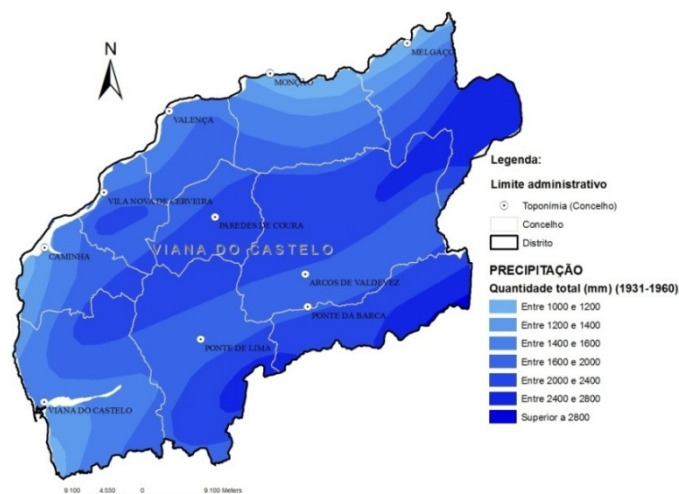 N
MELGAÇO
MONÇÃO
VALENÇA
VILA NOVA DE CERVEIRA
PAREDES DE COURA
VIANA DO CASTELO
CAMINHA
ARCOS DE VALDEVEZ
PONTE DA BARCA
PONTE DE LIMA
VIANA DO CASTELO
9.100 4.550 0 9.100 Meters
Legenda:
Limite administrativo
Toponimia (Concelho)
Concelho
Distrito
PRECIPITAÇÃO
Quantidade total (mm) (1931-1960)
Entre 1000 e 1200
Entre 1200 e 1400
Entre 1400 e 1600
Entre 1600 e 2000
Entre 2000 e 2400
Entre 2400 e 2800
Superior a 2800